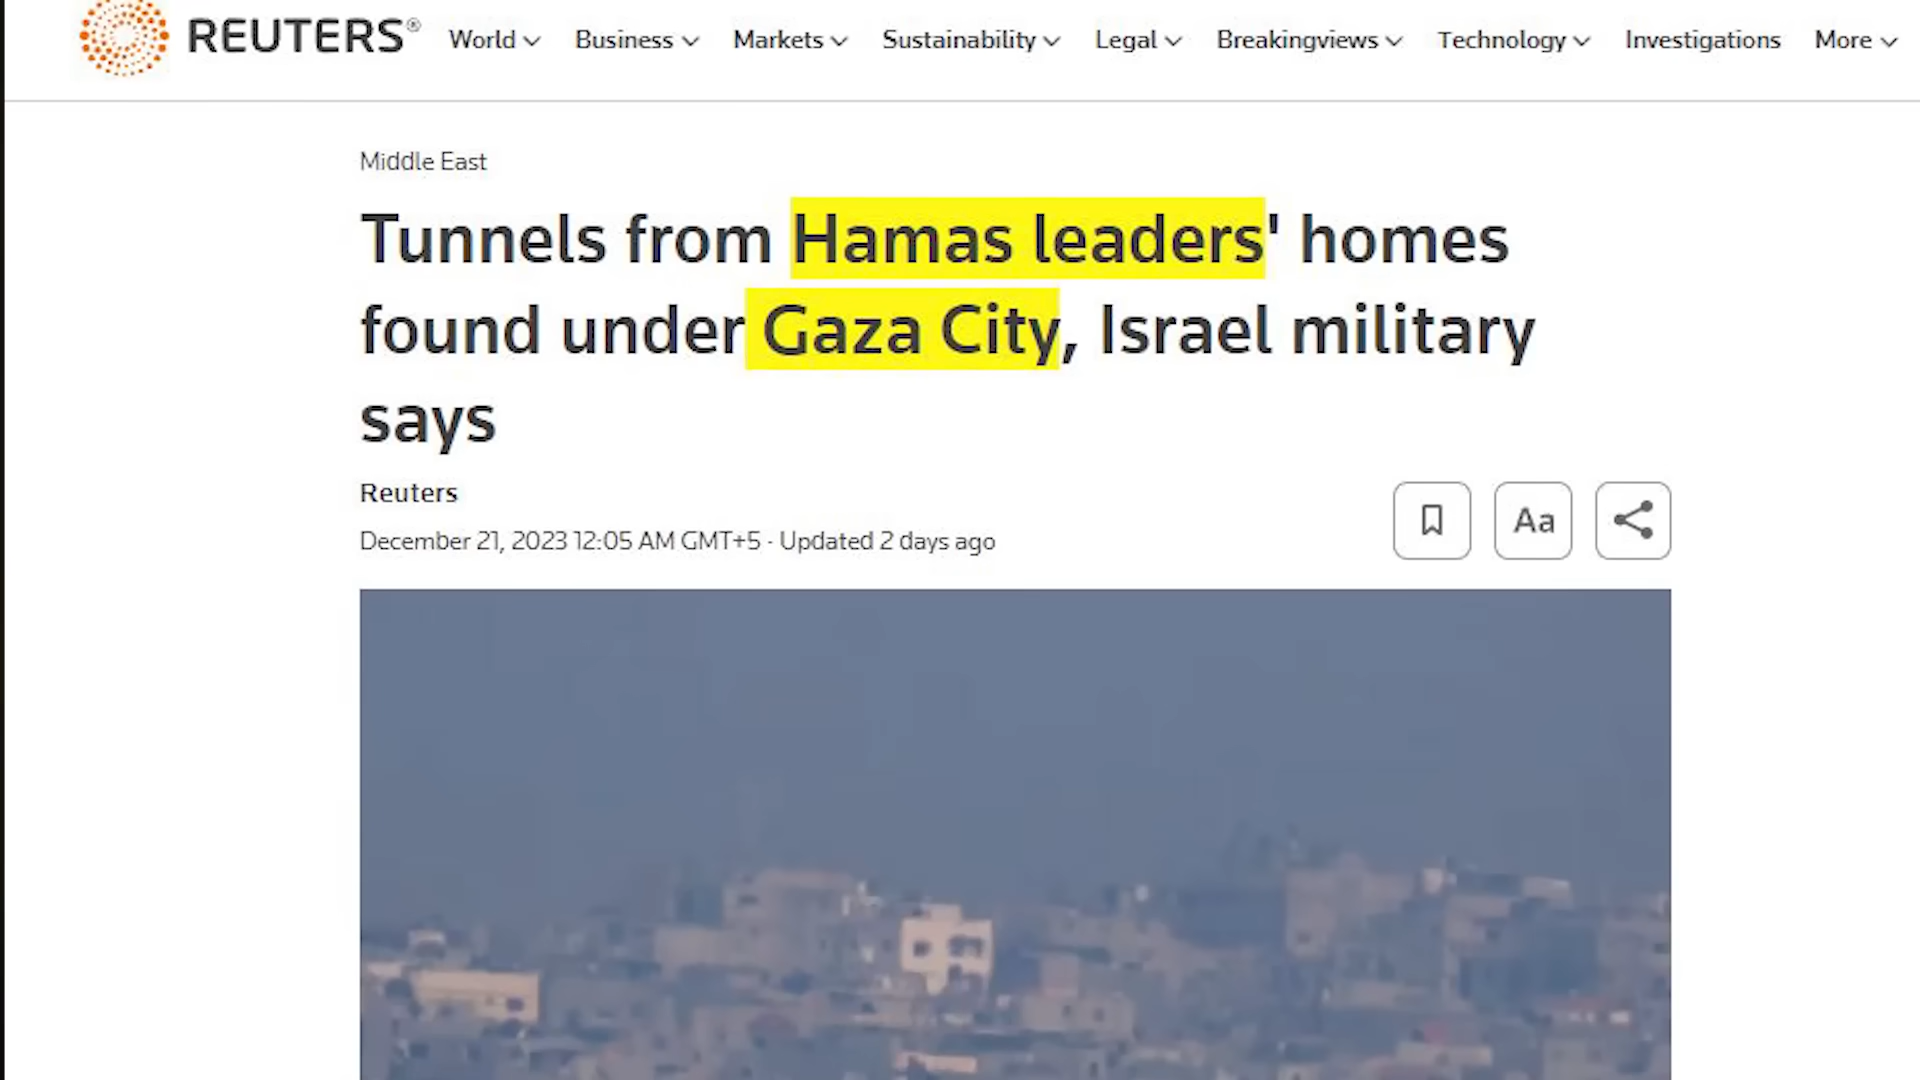 REUTERS® World Business Markets Sustainability Legal Breakingviews Technology Investigations More
Middle East
Tunnels from Hamas leaders' homes
found under Gaza City, Israel military
says
Reuters
December 21, 2023 12:05 AM GMT+5 · Updated 2 days ago
Aa